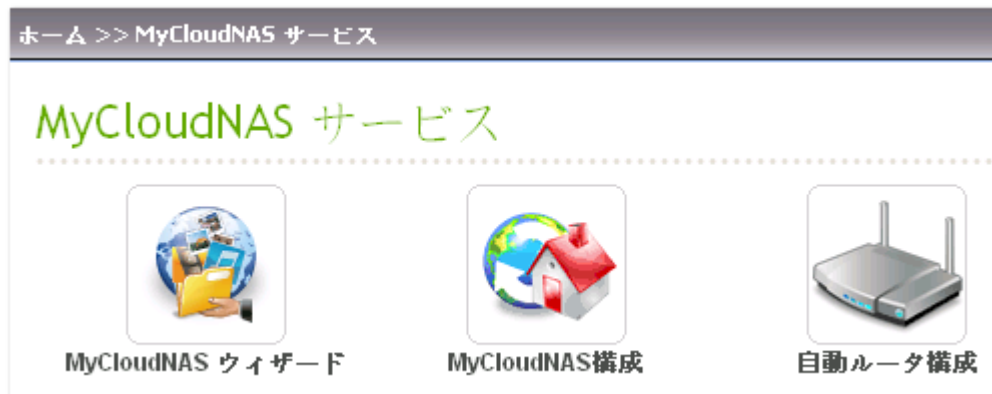 ホーム >> MyCloudNAS サービス
MyCloudNAS サービス
MyCloudNAS ウィザード
MyCloudNAS構成
自動ルータ構成